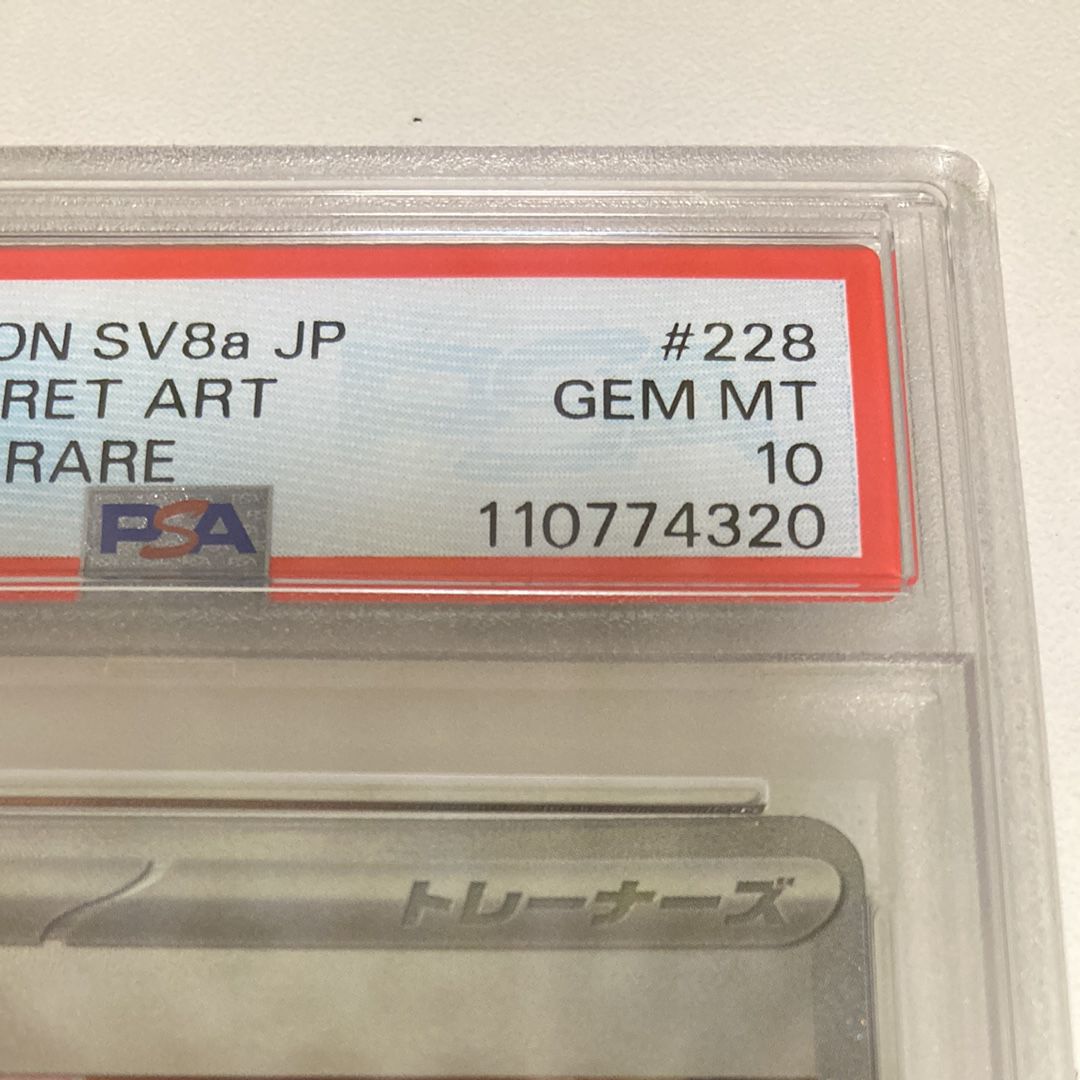 ON SV8a JP #228
RET ART GEM MT
RARE 10
PSA 110774320
トレーナーズ